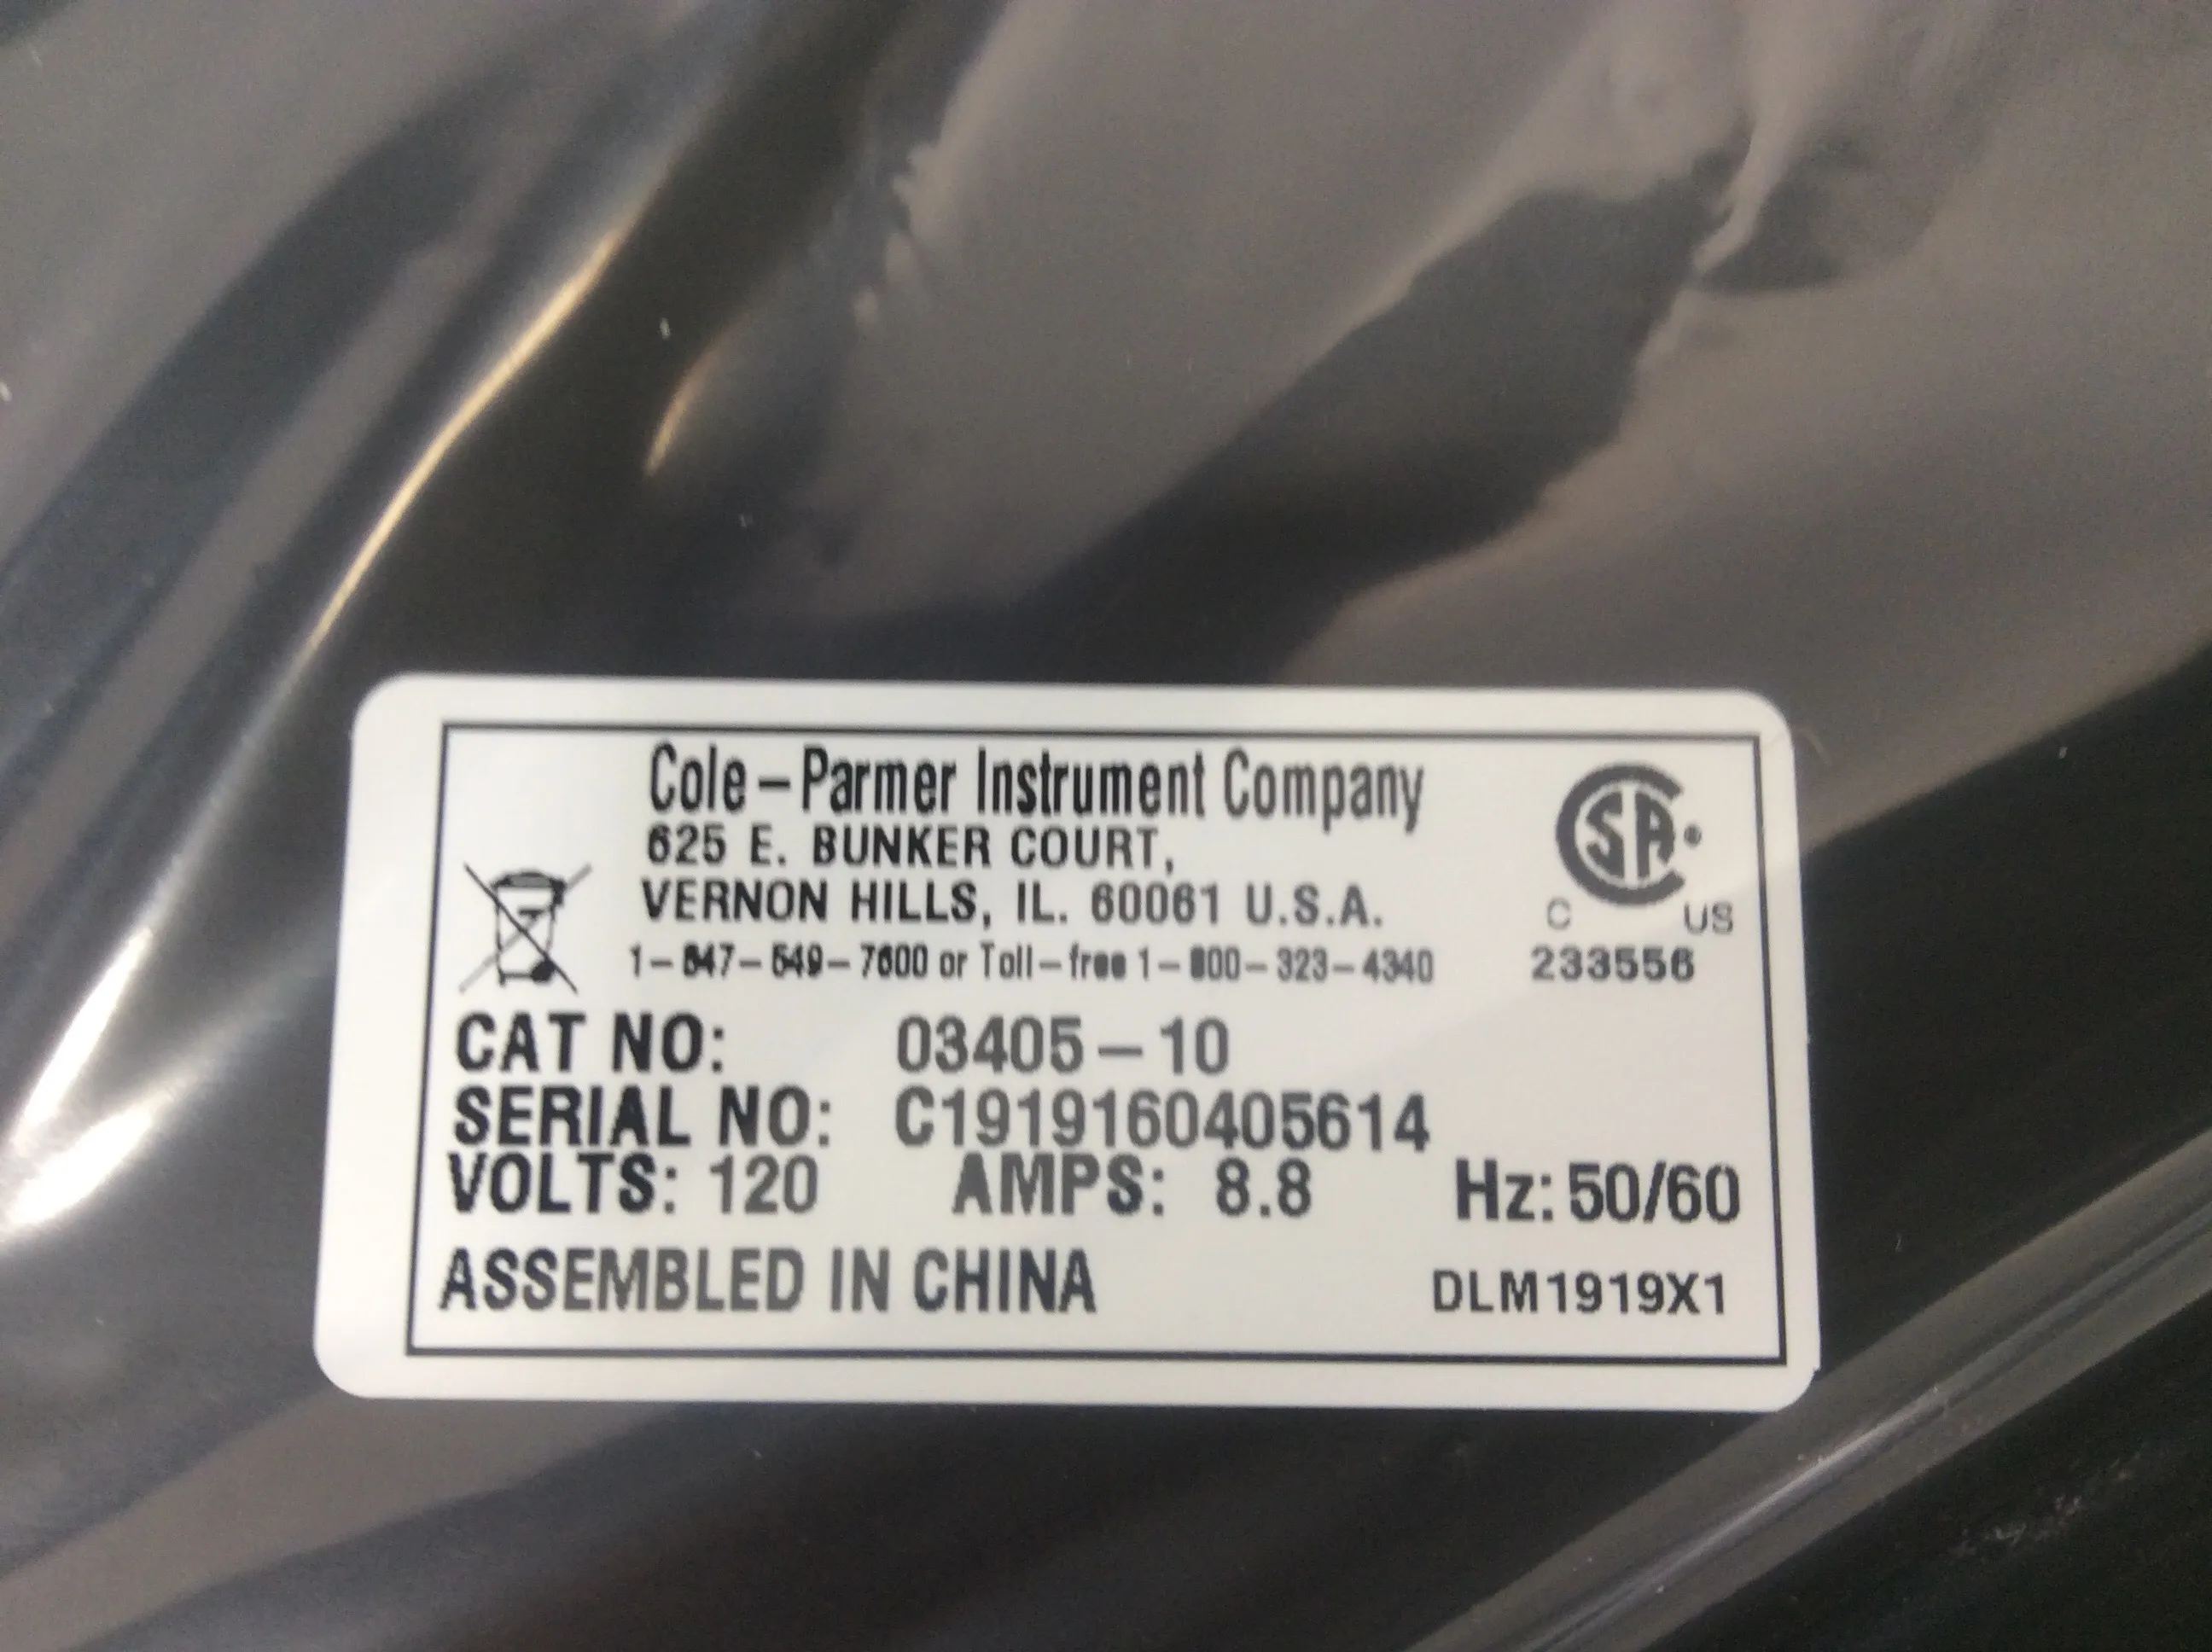 Cole-Parmer Instrument Company
625 E. BUNKER COURT,
VERNON HILLS, IL. 60061 U.S.A.
1-847-549-7600 or Toll-free 1-800-323-4340
SA®
C US
233556
CAT NO: 03405-10
SERIAL NO: C1919160405614
VOLTS: 120 AMPS: 8.8 Hz: 50/60
ASSEMBLED IN CHINA DLM1919X1